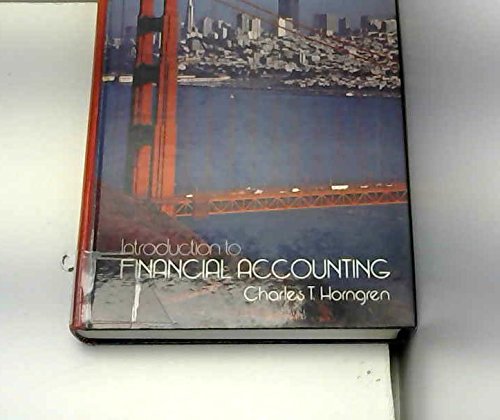 Introduction to
FINANCIAL ACCOUNTING
Charles T. Horngren